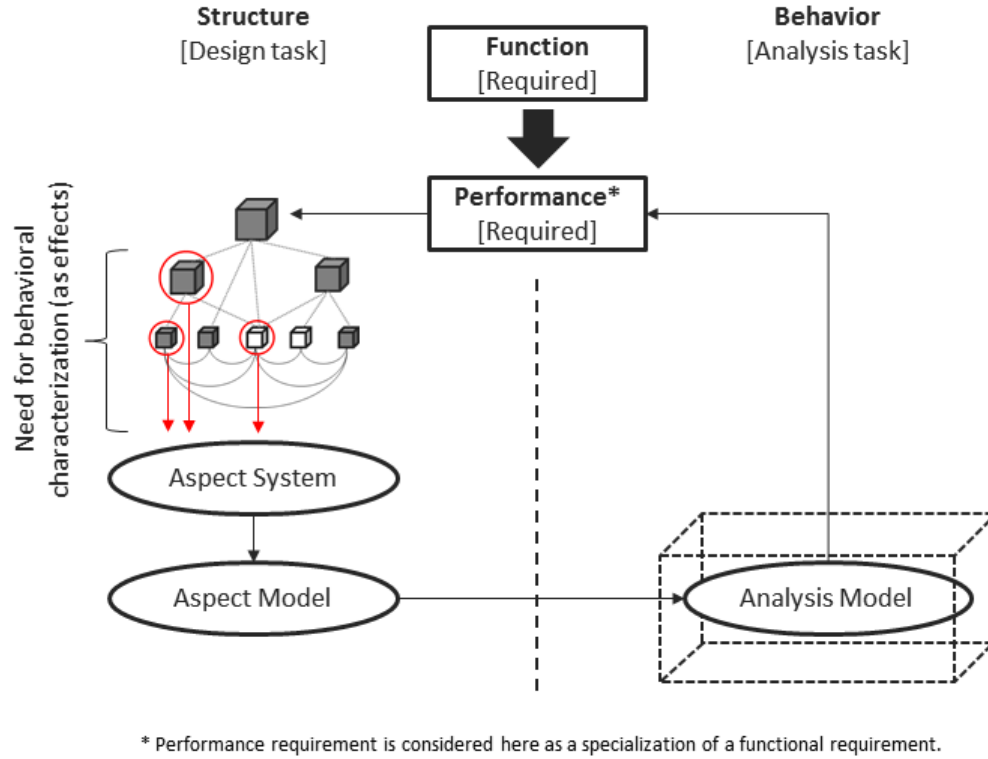 Structure
[Design task]
Function
[Required]
Behavior
[Analysis task]
Performance*
[Required]
Need for behavioral
characterization (as effects)
Aspect System
Aspect Model
Analysis Model
* Performance requirement is considered here as a specialization of a functional requirement.